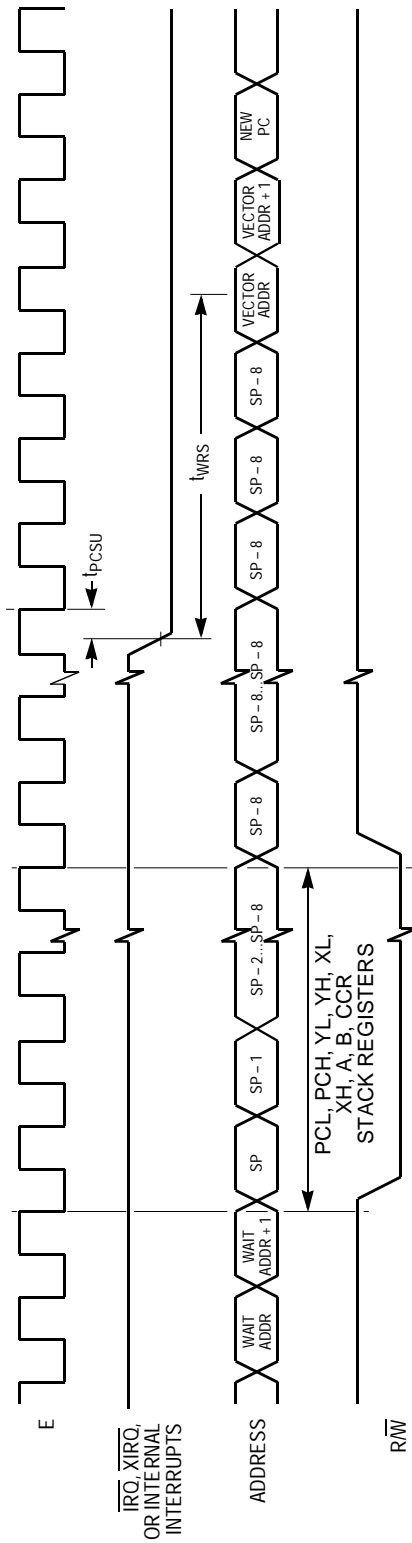 E
IRQ, XIRQ,
OR INTERNAL
INTERRUPTS
tPCSU
tWRS
ADDRESS
WAIT
ADDR
WAIT
ADDR + 1
SP
SP – 1
SP – 2...SP – 8
SP – 8
SP – 8...SP – 8
SP – 8
SP – 8
SP – 8
VECTOR
ADDR
VECTOR
ADDR + 1
NEW
PC
PCL, PCH, YL, YH, XL,
XH, A, B, CCR
STACK REGISTERS
R/W